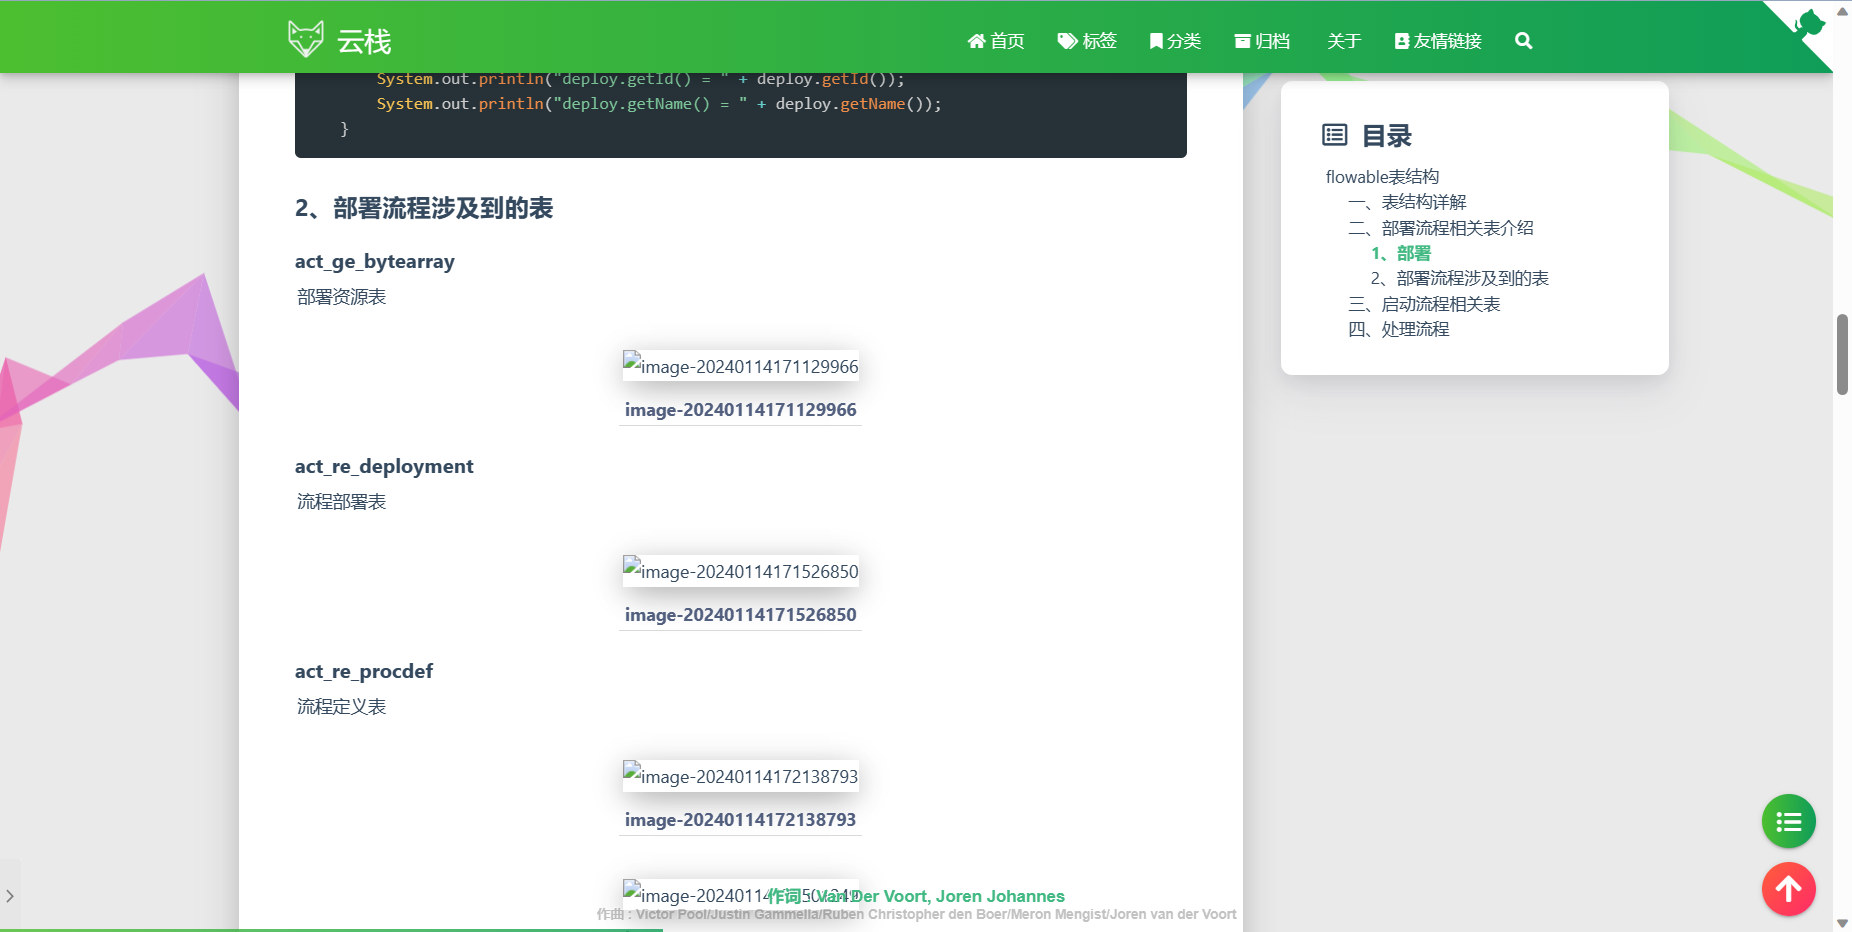 云栈
首页
标签
分类
归档
关于
友情链接
System.out.println("deploy.getId() = " + deploy.getId());
System.out.println("deploy.getName() = " + deploy.getName());
}
2、部署流程涉及到的表
act_ge_bytearray
部署资源表
image-20240114171129966
image-20240114171129966
act_re_deployment
流程部署表
image-20240114171526850
image-20240114171526850
act_re_procdef
流程定义表
image-20240114172138793
image-20240114172138793
作词 : Van Der Voort, Joren Johannes
作曲 : Victor Pool/Justin Gammella/Ruben Christopher den Boer/Meron Mengist/Joren van der Voort
目录
flowable表结构
一、表结构详解
二、部署流程相关表介绍
1、部署
2、部署流程涉及到的表
三、启动流程相关表
四、处理流程